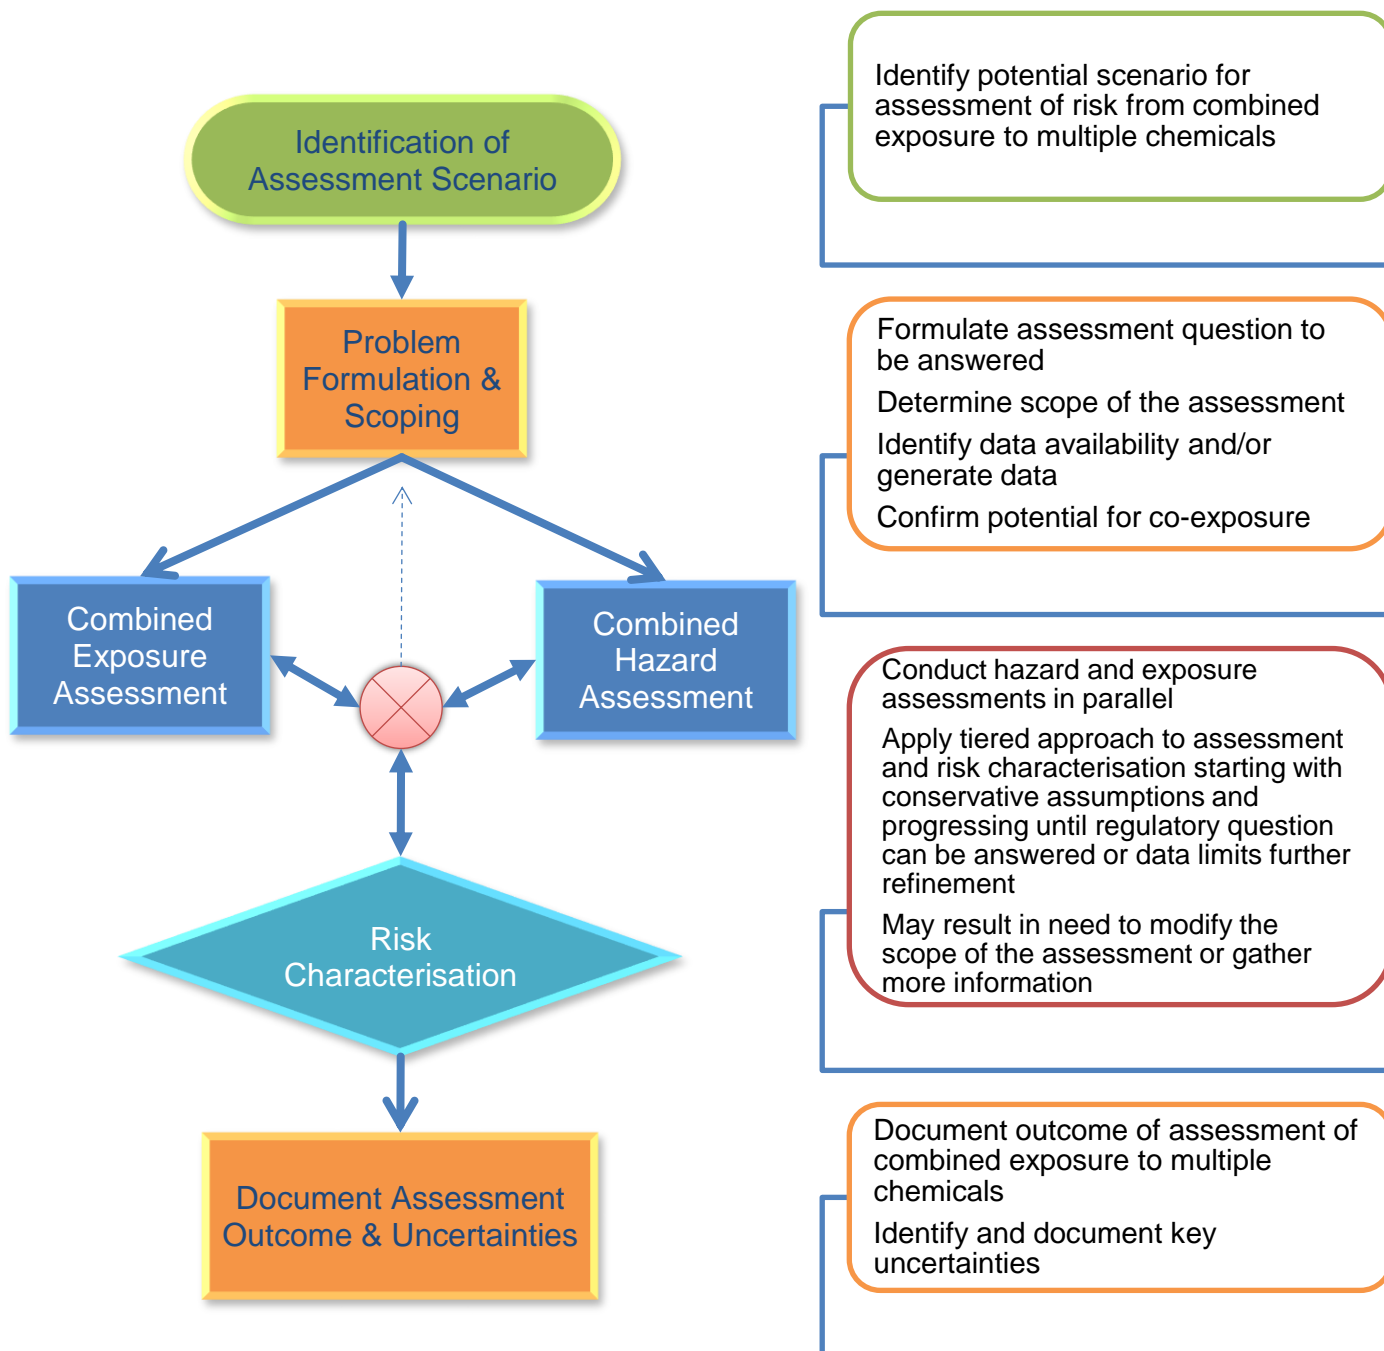 Identification of
Assessment Scenario
Problem
Formulation &
Scoping
Combined
Exposure
Assessment
Combined
Hazard
Assessment
Risk
Characterisation
Document Assessment
Outcome & Uncertainties
Identify potential scenario for
assessment of risk from combined
exposure to multiple chemicals
Formulate assessment question to
be answered
Determine scope of the assessment
Identify data availability and/or
generate data
Confirm potential for co-exposure
Conduct hazard and exposure
assessments in parallel
Apply tiered approach to assessment
and risk characterisation starting with
conservative assumptions and
progressing until regulatory question
can be answered or data limits further
refinement
May result in need to modify the
scope of the assessment or gather
more information
Document outcome of assessment of
combined exposure to multiple
chemicals
Identify and document key
uncertainties